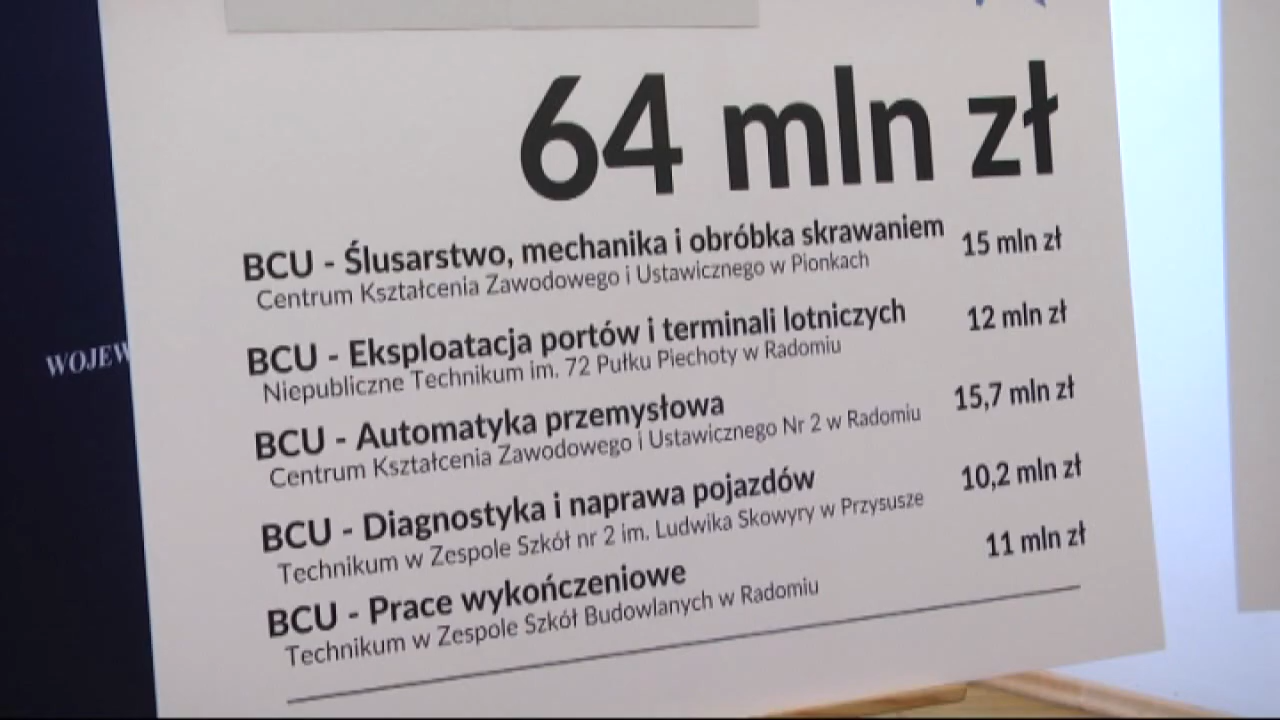 64 mln zł
BCU - Ślusarstwo, mechanika i obróbka skrawaniem 15 mln zł
Centrum Kształcenia Zawodowego i Ustawicznego w Pionkach
BCU - Eksploatacja portów i terminali lotniczych 12 mln zł
Niepubliczne Technikum im. 72 Pułku Piechoty w Radomiu
BCU - Automatyka przemysłowa 15,7 mln zł
Centrum Kształcenia Zawodowego i Ustawicznego Nr 2 w Radomiu
BCU - Diagnostyka i naprawa pojazdów 10,2 mln zł
Technikum w Zespole Szkół nr 2 im. Ludwika Skowyry w Przysusze
BCU - Prace wykończeniowe 11 mln zł
Technikum w Zespole Szkół Budowlanych w Radomiu
WOJEW